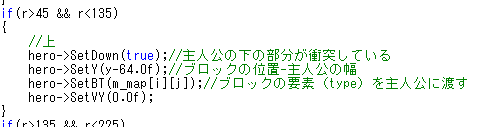 if(r>45 && r<135)
{
//上
hero->SetDown(true);//主人公の下の部分が衝突している
hero->SetY(y-64.0f);//ブロックの位置-主人公の幅
hero->SetBT(m_map[i][j]);//ブロックの要素（type）を主人公に渡す
hero->SetVY(0.0f);
}
if(r>135 && r<225)